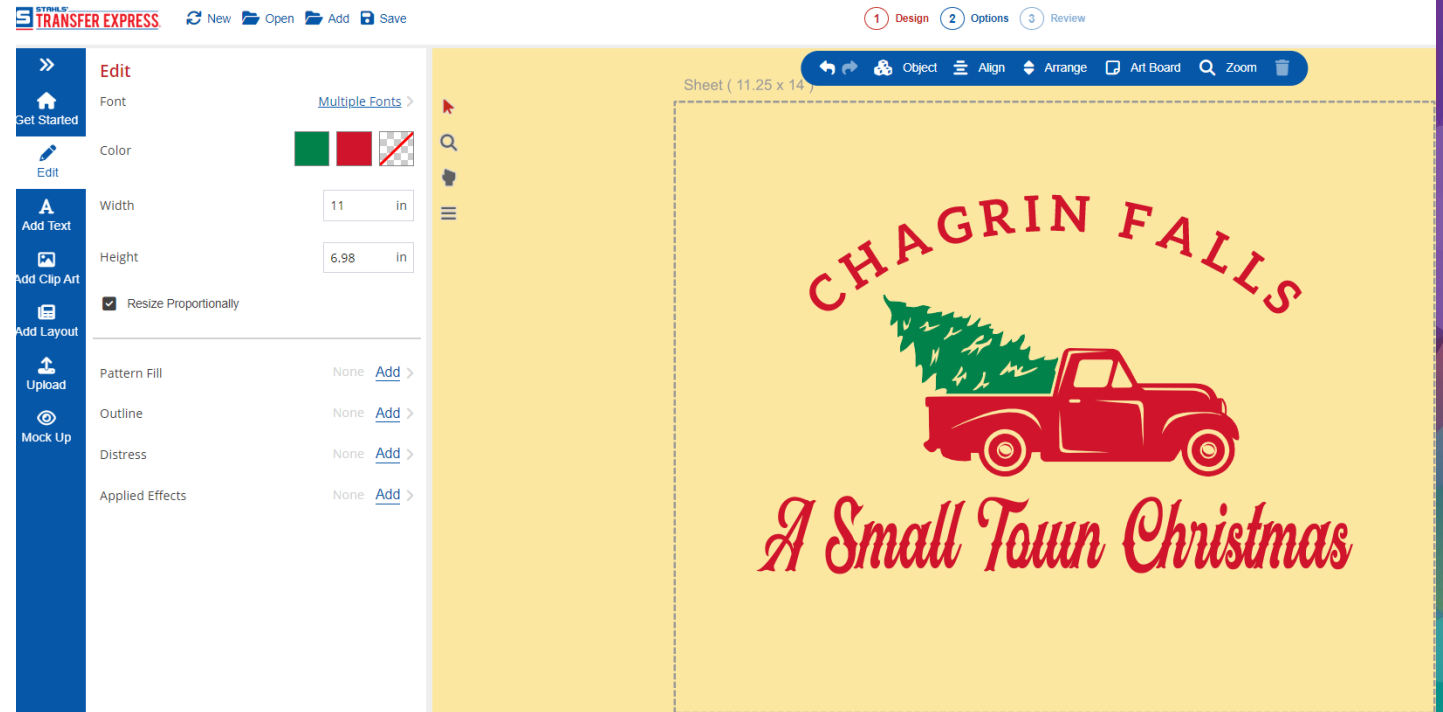 STAHLS'
TRANSFER EXPRESS.
New Open Add Save
1 Design 2 Options 3 Review
Get Started
Edit
Add Text
Add Clip Art
Add Layout
Upload
Mock Up
Edit
Font Multiple Fonts
Color
Width 11 in
Height 6.98 in
Resize Proportionally
Pattern Fill None Add
Outline None Add
Distress None Add
Applied Effects None Add
Object Align Arrange Art Board Zoom
Sheet ( 11.25 x 14 )
CHAGRIN FALLS
A Small Town Christmas